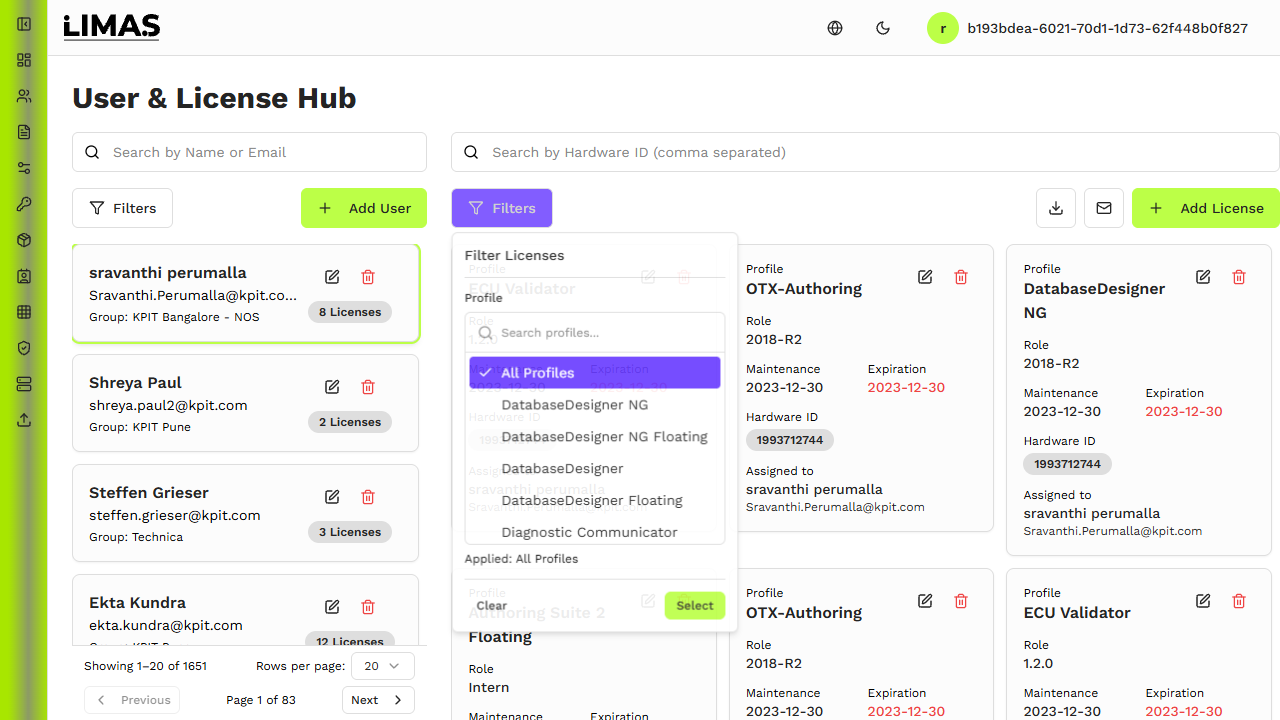 LIMAS
r
b193bdea-6021-70d1-1d73-62f448b0f827
User & License Hub
Search by Name or Email
Search by Hardware ID (comma separated)
Filters
Add User
Filters
Add License
sravanthi perumalla
Sravanthi.Perumalla@kpit.co...
8 Licenses
Group: KPIT Bangalore - NOS
Shreya Paul
shreya.paul2@kpit.com
2 Licenses
Group: KPIT Pune
Steffen Grieser
steffen.grieser@kpit.com
3 Licenses
Group: Technica
Ekta Kundra
ekta.kundra@kpit.com
12 Licenses
Showing 1–20 of 1651
Rows per page:
20
Previous
Page 1 of 83
Next
Filter Licenses
Profile
ECU Validator
Profile
Search profiles...
All Profiles
DatabaseDesigner NG
DatabaseDesigner NG Floating
DatabaseDesigner
DatabaseDesigner Floating
Diagnostic Communicator
Applied: All Profiles
Clear
Select
Profile
OTX-Authoring
Role
2018-R2
Maintenance
Expiration
2023-12-30
2023-12-30
Hardware ID
1993712744
Assigned to
sravanthi perumalla
Sravanthi.Perumalla@kpit.com
Profile
DatabaseDesigner
NG
Role
2018-R2
Maintenance
Expiration
2023-12-30
2023-12-30
Hardware ID
1993712744
Assigned to
sravanthi perumalla
Sravanthi.Perumalla@kpit.com
Profile
Authoring Suite 2
Floating
Role
Intern
Maintenance
Expiration
Profile
OTX-Authoring
Role
2018-R2
Maintenance
Expiration
2023-12-30
2023-12-30
Profile
ECU Validator
Role
1.2.0
Maintenance
Expiration
2023-12-30
2023-12-30